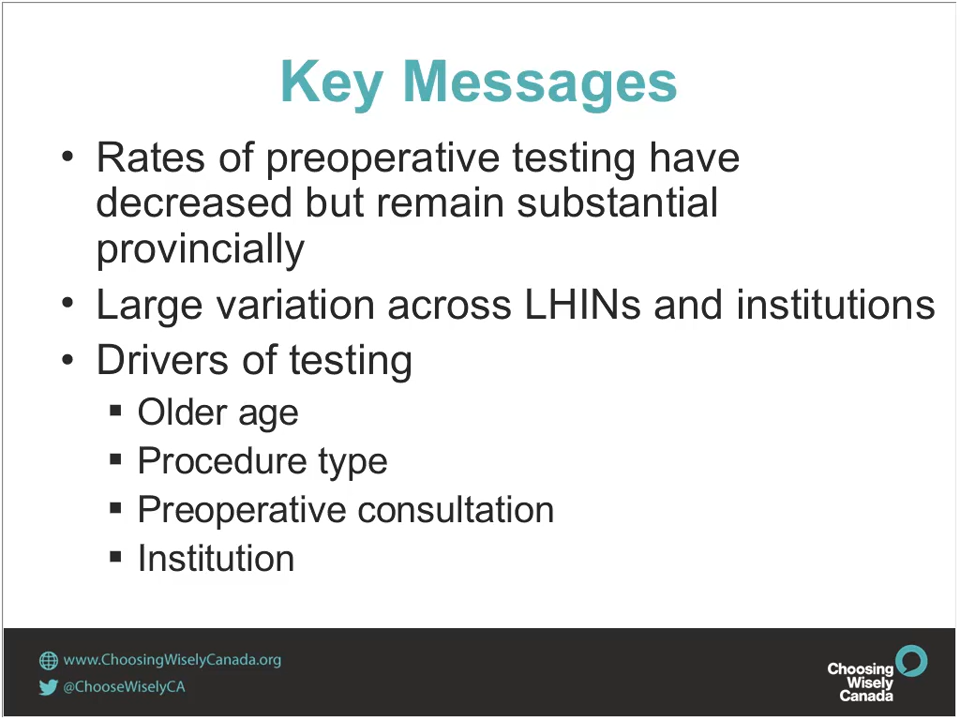 Key Messages
• Rates of preoperative testing have
decreased but remain substantial
provincially
• Large variation across LHINs and institutions
• Drivers of testing
▪ Older age
▪ Procedure type
▪ Preoperative consultation
▪ Institution
www.ChoosingWiselyCanada.org
@ChooseWiselyCA
Choosing
Wisely
Canada